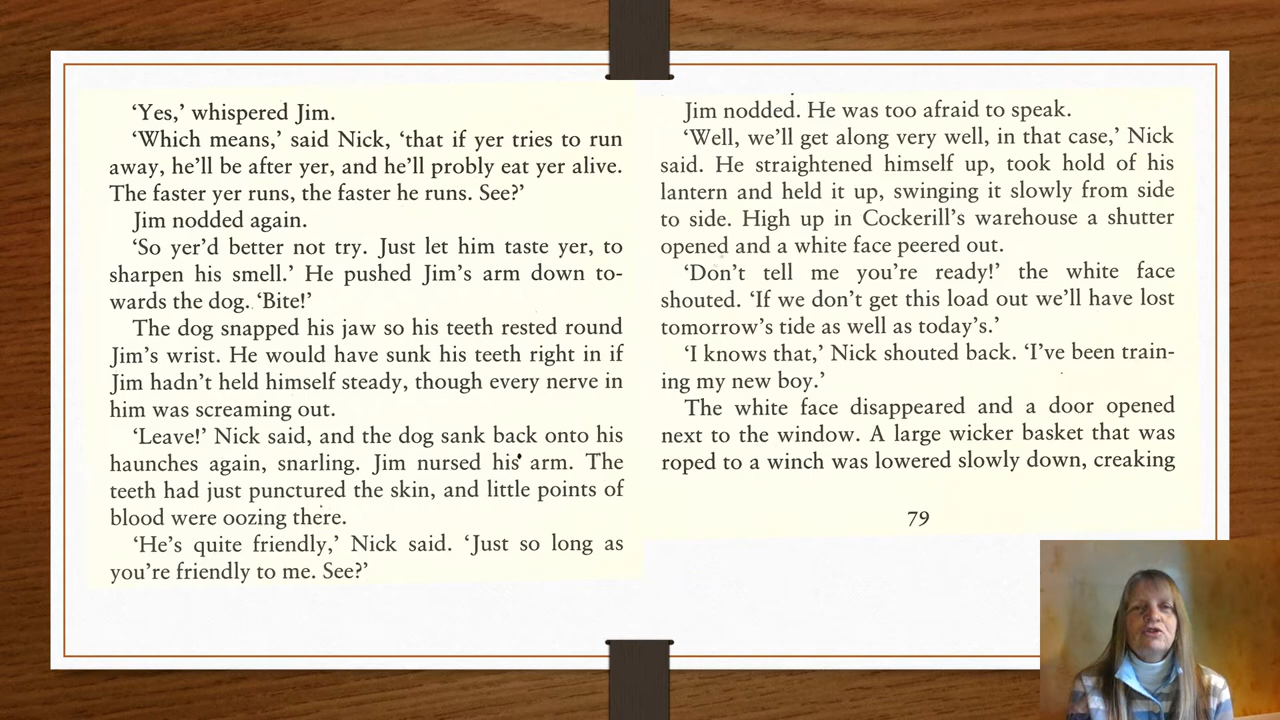 ‘Yes,’ whispered Jim.
‘Which means,’ said Nick, ‘that if yer tries to run
away, he’ll be after yer, and he’ll probly eat yer alive.
The faster yer runs, the faster he runs. See?’
Jim nodded again.
‘So yer’d better not try. Just let him taste yer, to
sharpen his smell.’ He pushed Jim’s arm down to-
wards the dog. ‘Bite!’
The dog snapped his jaw so his teeth rested round
Jim’s wrist. He would have sunk his teeth right in if
Jim hadn’t held himself steady, though every nerve in
him was screaming out.
‘Leave!’ Nick said, and the dog sank back onto his
haunches again, snarling. Jim nursed his arm. The
teeth had just punctured the skin, and little points of
blood were oozing there.
‘He’s quite friendly,’ Nick said. ‘Just so long as
you’re friendly to me. See?’
Jim nodded. He was too afraid to speak.
‘Well, we’ll get along very well, in that case,’ Nick
said. He straightened himself up, took hold of his
lantern and held it up, swinging it slowly from side
to side. High up in Cockerill’s warehouse a shutter
opened and a white face peered out.
‘Don’t tell me you’re ready!’ the white face
shouted. ‘If we don’t get this load out we’ll have lost
tomorrow’s tide as well as today’s.’
‘I knows that,’ Nick shouted back. ‘I’ve been train-
ing my new boy.’
The white face disappeared and a door opened
next to the window. A large wicker basket that was
roped to a winch was lowered slowly down, creaking
79